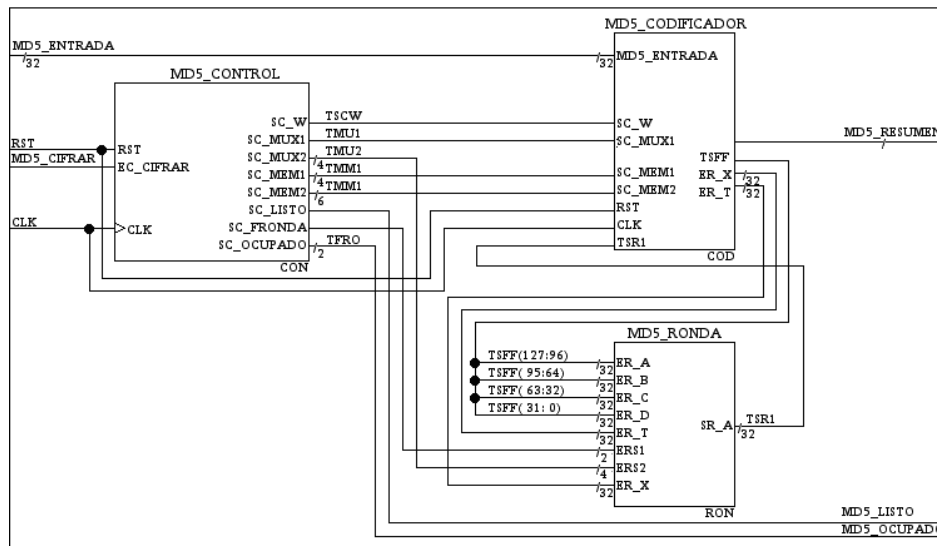 MD5_CODIFICADOR
MD5_ENTRADA
32
32
MD5_ENTRADA
MD5_CONTROL
SC_W
TSCW
SC_W
SC_MUX1
TMU1
SC_MUX1
MD5_RESUMEN
RST
RST
SC_MUX2
TMU2
4
TSFF
MD5_CIFRAR
EC_CIFRAR
SC_MEM1
TMM1
4
SC_MEM1
ER_X
32
SC_MEM2
TMM1
6
SC_MEM2
ER_T
32
SC_LISTO
RST
CLK
CLK
SC_FRONDA
CLK
SC_OCUPADO
TFRO
2
TSR1
CON
COD
MD5_RONDA
TSFF(127:96)
32
ER_A
TSFF( 95:64)
32
ER_B
TSFF( 63:32)
32
ER_C
TSFF( 31: 0)
32
ER_D
32
ER_T
SR_A
TSR1
32
2
ERS1
4
ERS2
32
ER_X
RON
MD5_LISTO
MD5_OCUPADO